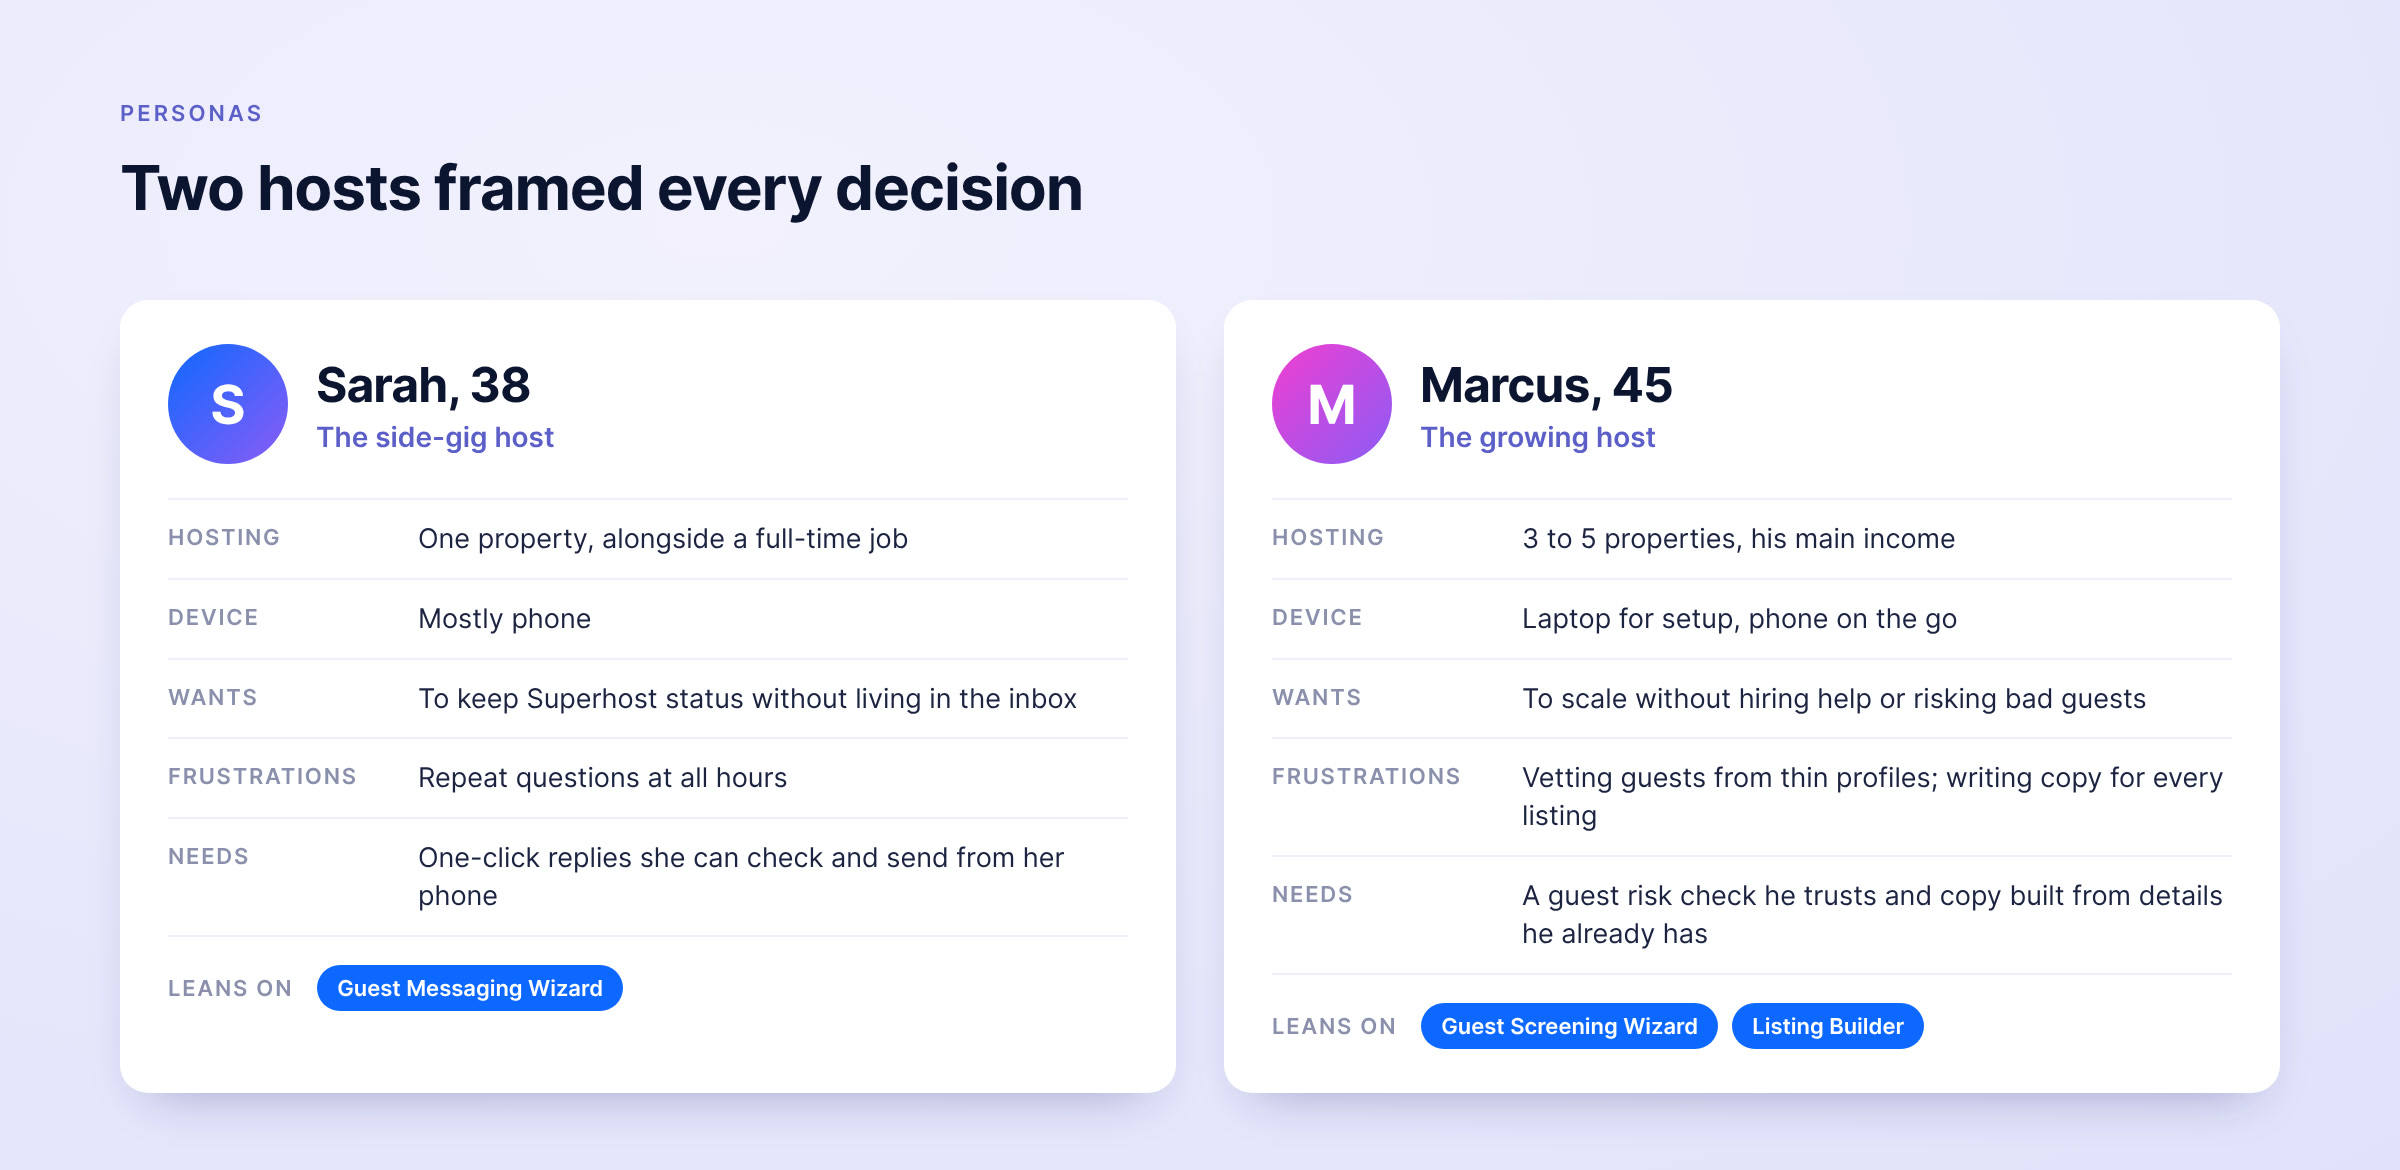 PERSONAS
Two hosts framed every decision
S
Sarah, 38
The side-gig host
HOSTING
One property, alongside a full-time job
DEVICE
Mostly phone
WANTS
To keep Superhost status without living in the inbox
FRUSTRATIONS
Repeat questions at all hours
NEEDS
One-click replies she can check and send from her
phone
LEANS ON
Guest Messaging Wizard
M
Marcus, 45
The growing host
HOSTING
3 to 5 properties, his main income
DEVICE
Laptop for setup, phone on the go
WANTS
To scale without hiring help or risking bad guests
FRUSTRATIONS
Vetting guests from thin profiles; writing copy for every
listing
NEEDS
A guest risk check he trusts and copy built from details
he already has
LEANS ON
Guest Screening Wizard
Listing Builder